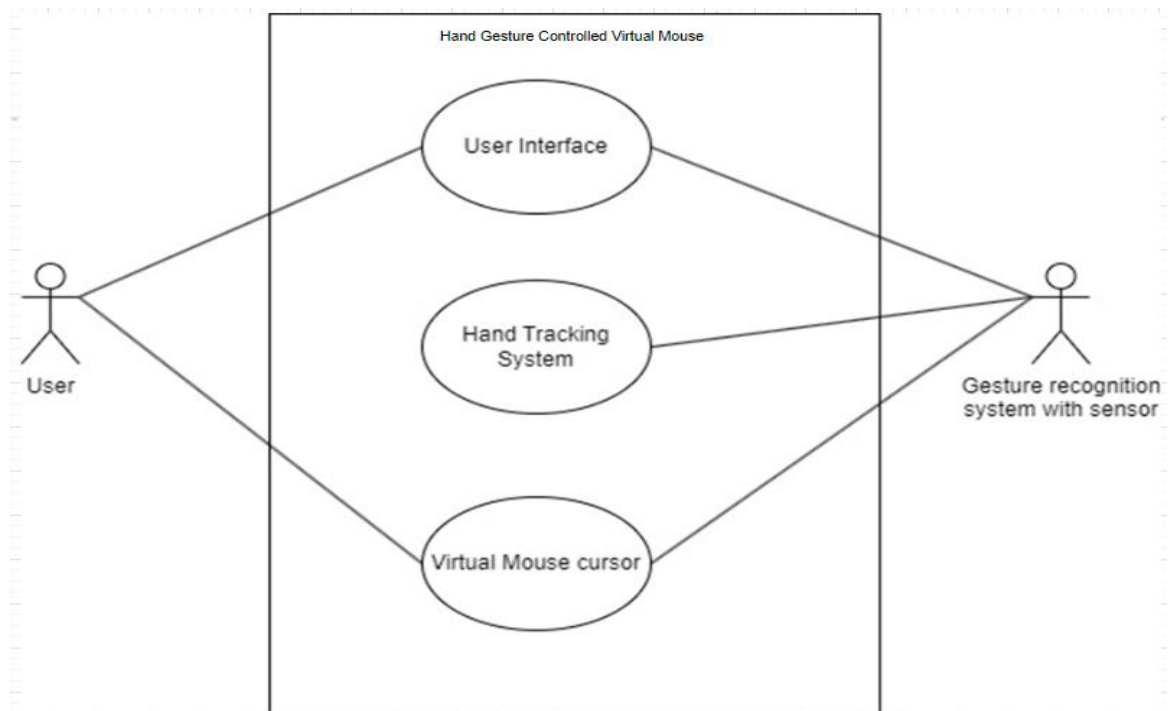 Hand Gesture Controlled Virtual Mouse
User Interface
Hand Tracking
System
User
Gesture recognition
system with sensor
Virtual Mouse cursor